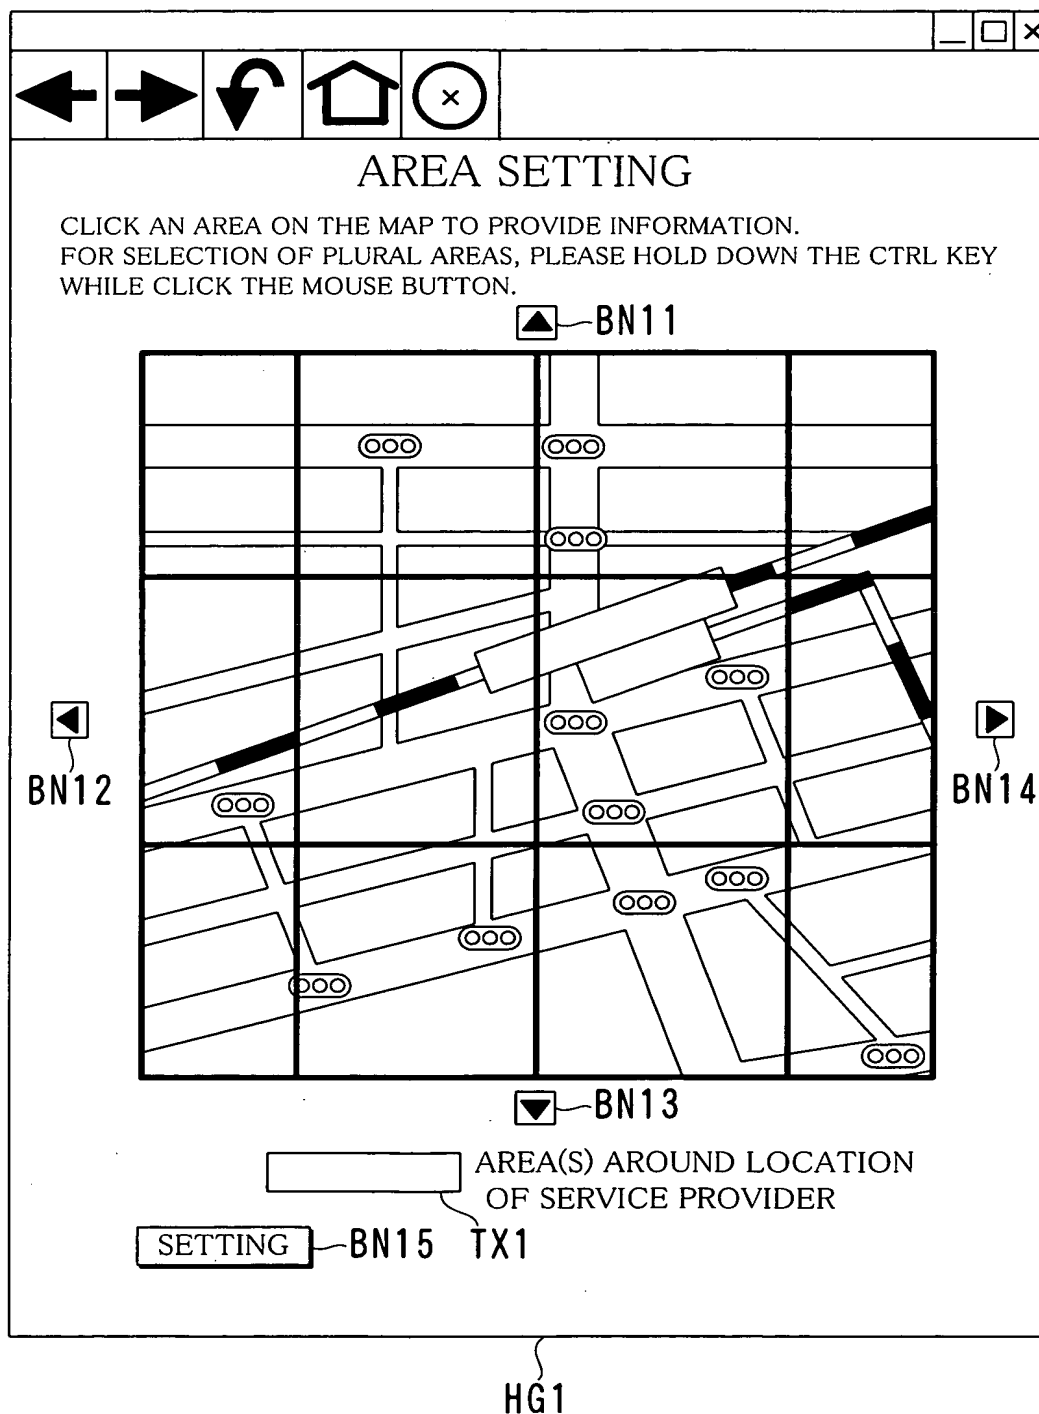 AREA SETTING
CLICK AN AREA ON THE MAP TO PROVIDE INFORMATION.
FOR SELECTION OF PLURAL AREAS, PLEASE HOLD DOWN THE CTRL KEY
WHILE CLICK THE MOUSE BUTTON.
BN11
BN12
BN14
BN13
AREA(S) AROUND LOCATION
OF SERVICE PROVIDER
SETTING
BN15
TX1
HG1